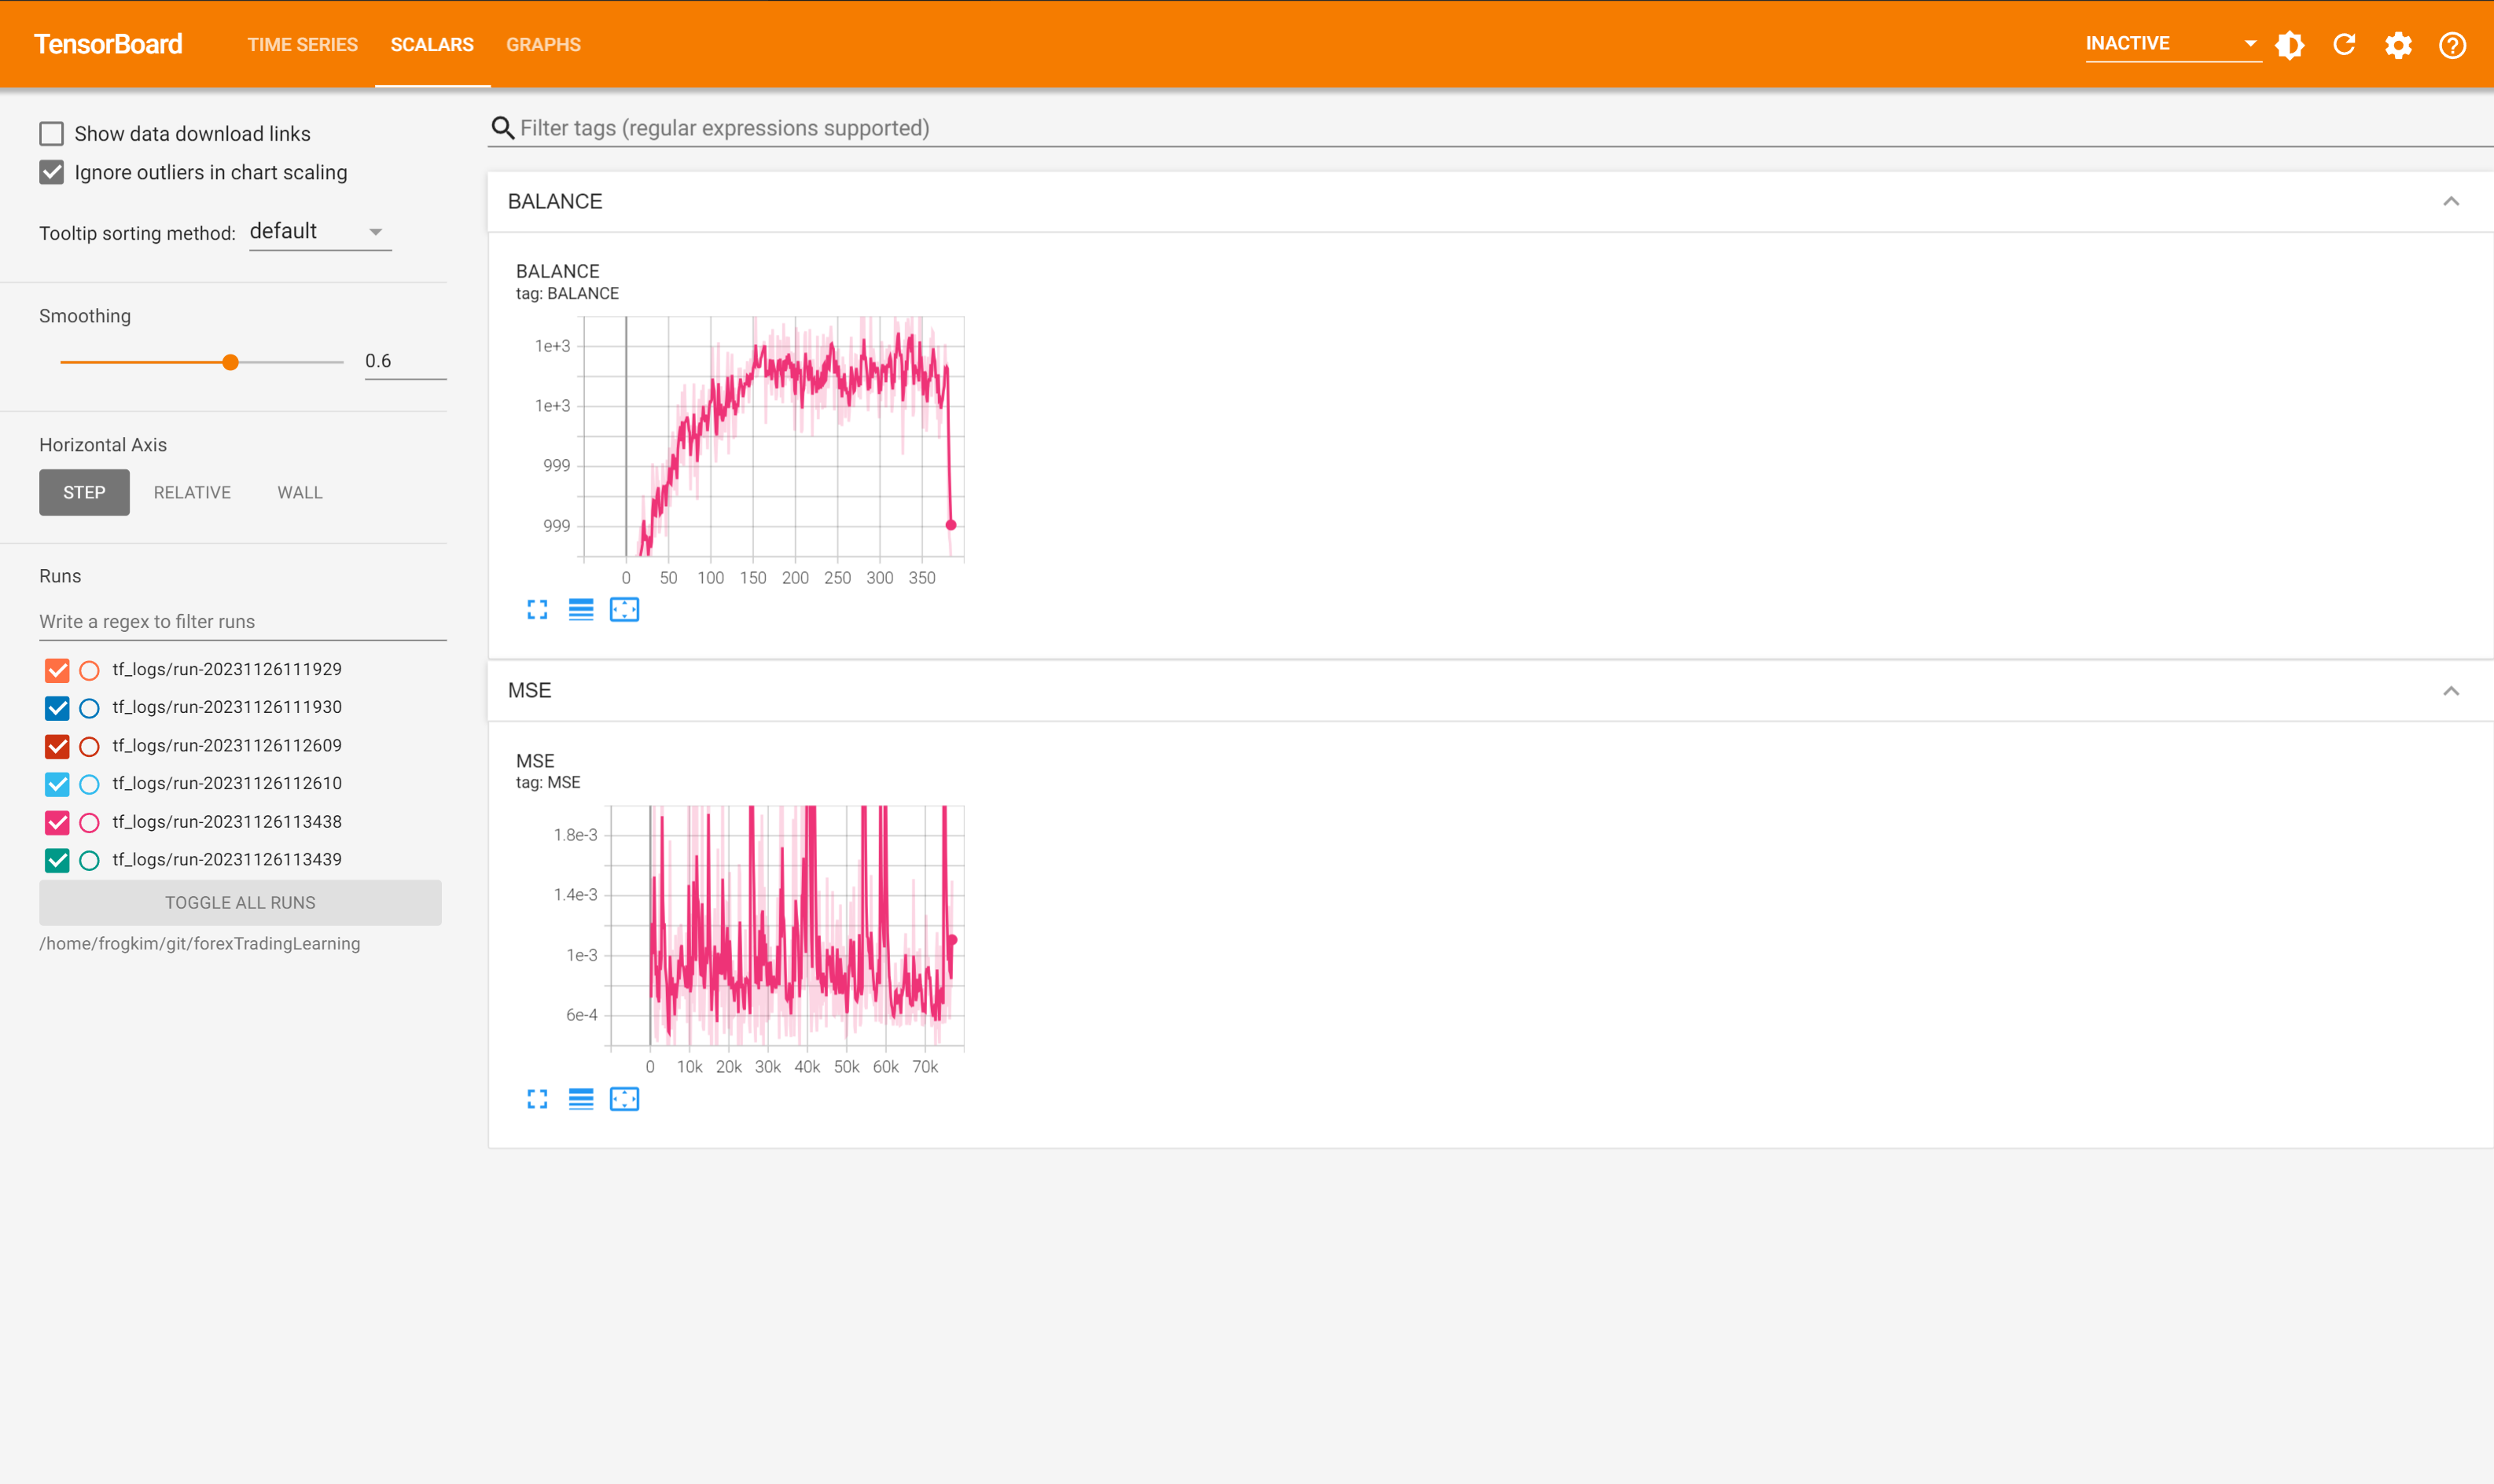 TensorBoard
TIME SERIES
SCALARS
GRAPHS
INACTIVE
Show data download links
Ignore outliers in chart scaling
Tooltip sorting method: default
Smoothing
0.6
Horizontal Axis
STEP
RELATIVE
WALL
Runs
Write a regex to filter runs
tf_logs/run-20231126111929
tf_logs/run-20231126111930
tf_logs/run-20231126112609
tf_logs/run-20231126112610
tf_logs/run-20231126113438
tf_logs/run-20231126113439
TOGGLE ALL RUNS
/home/frogkim/git/forexTradingLearning
Filter tags (regular expressions supported)
BALANCE
BALANCE
tag: BALANCE
1e+3
1e+3
999
999
0 50 100 150 200 250 300 350
MSE
MSE
tag: MSE
1.8e-3
1.4e-3
1e-3
6e-4
0 10k 20k 30k 40k 50k 60k 70k